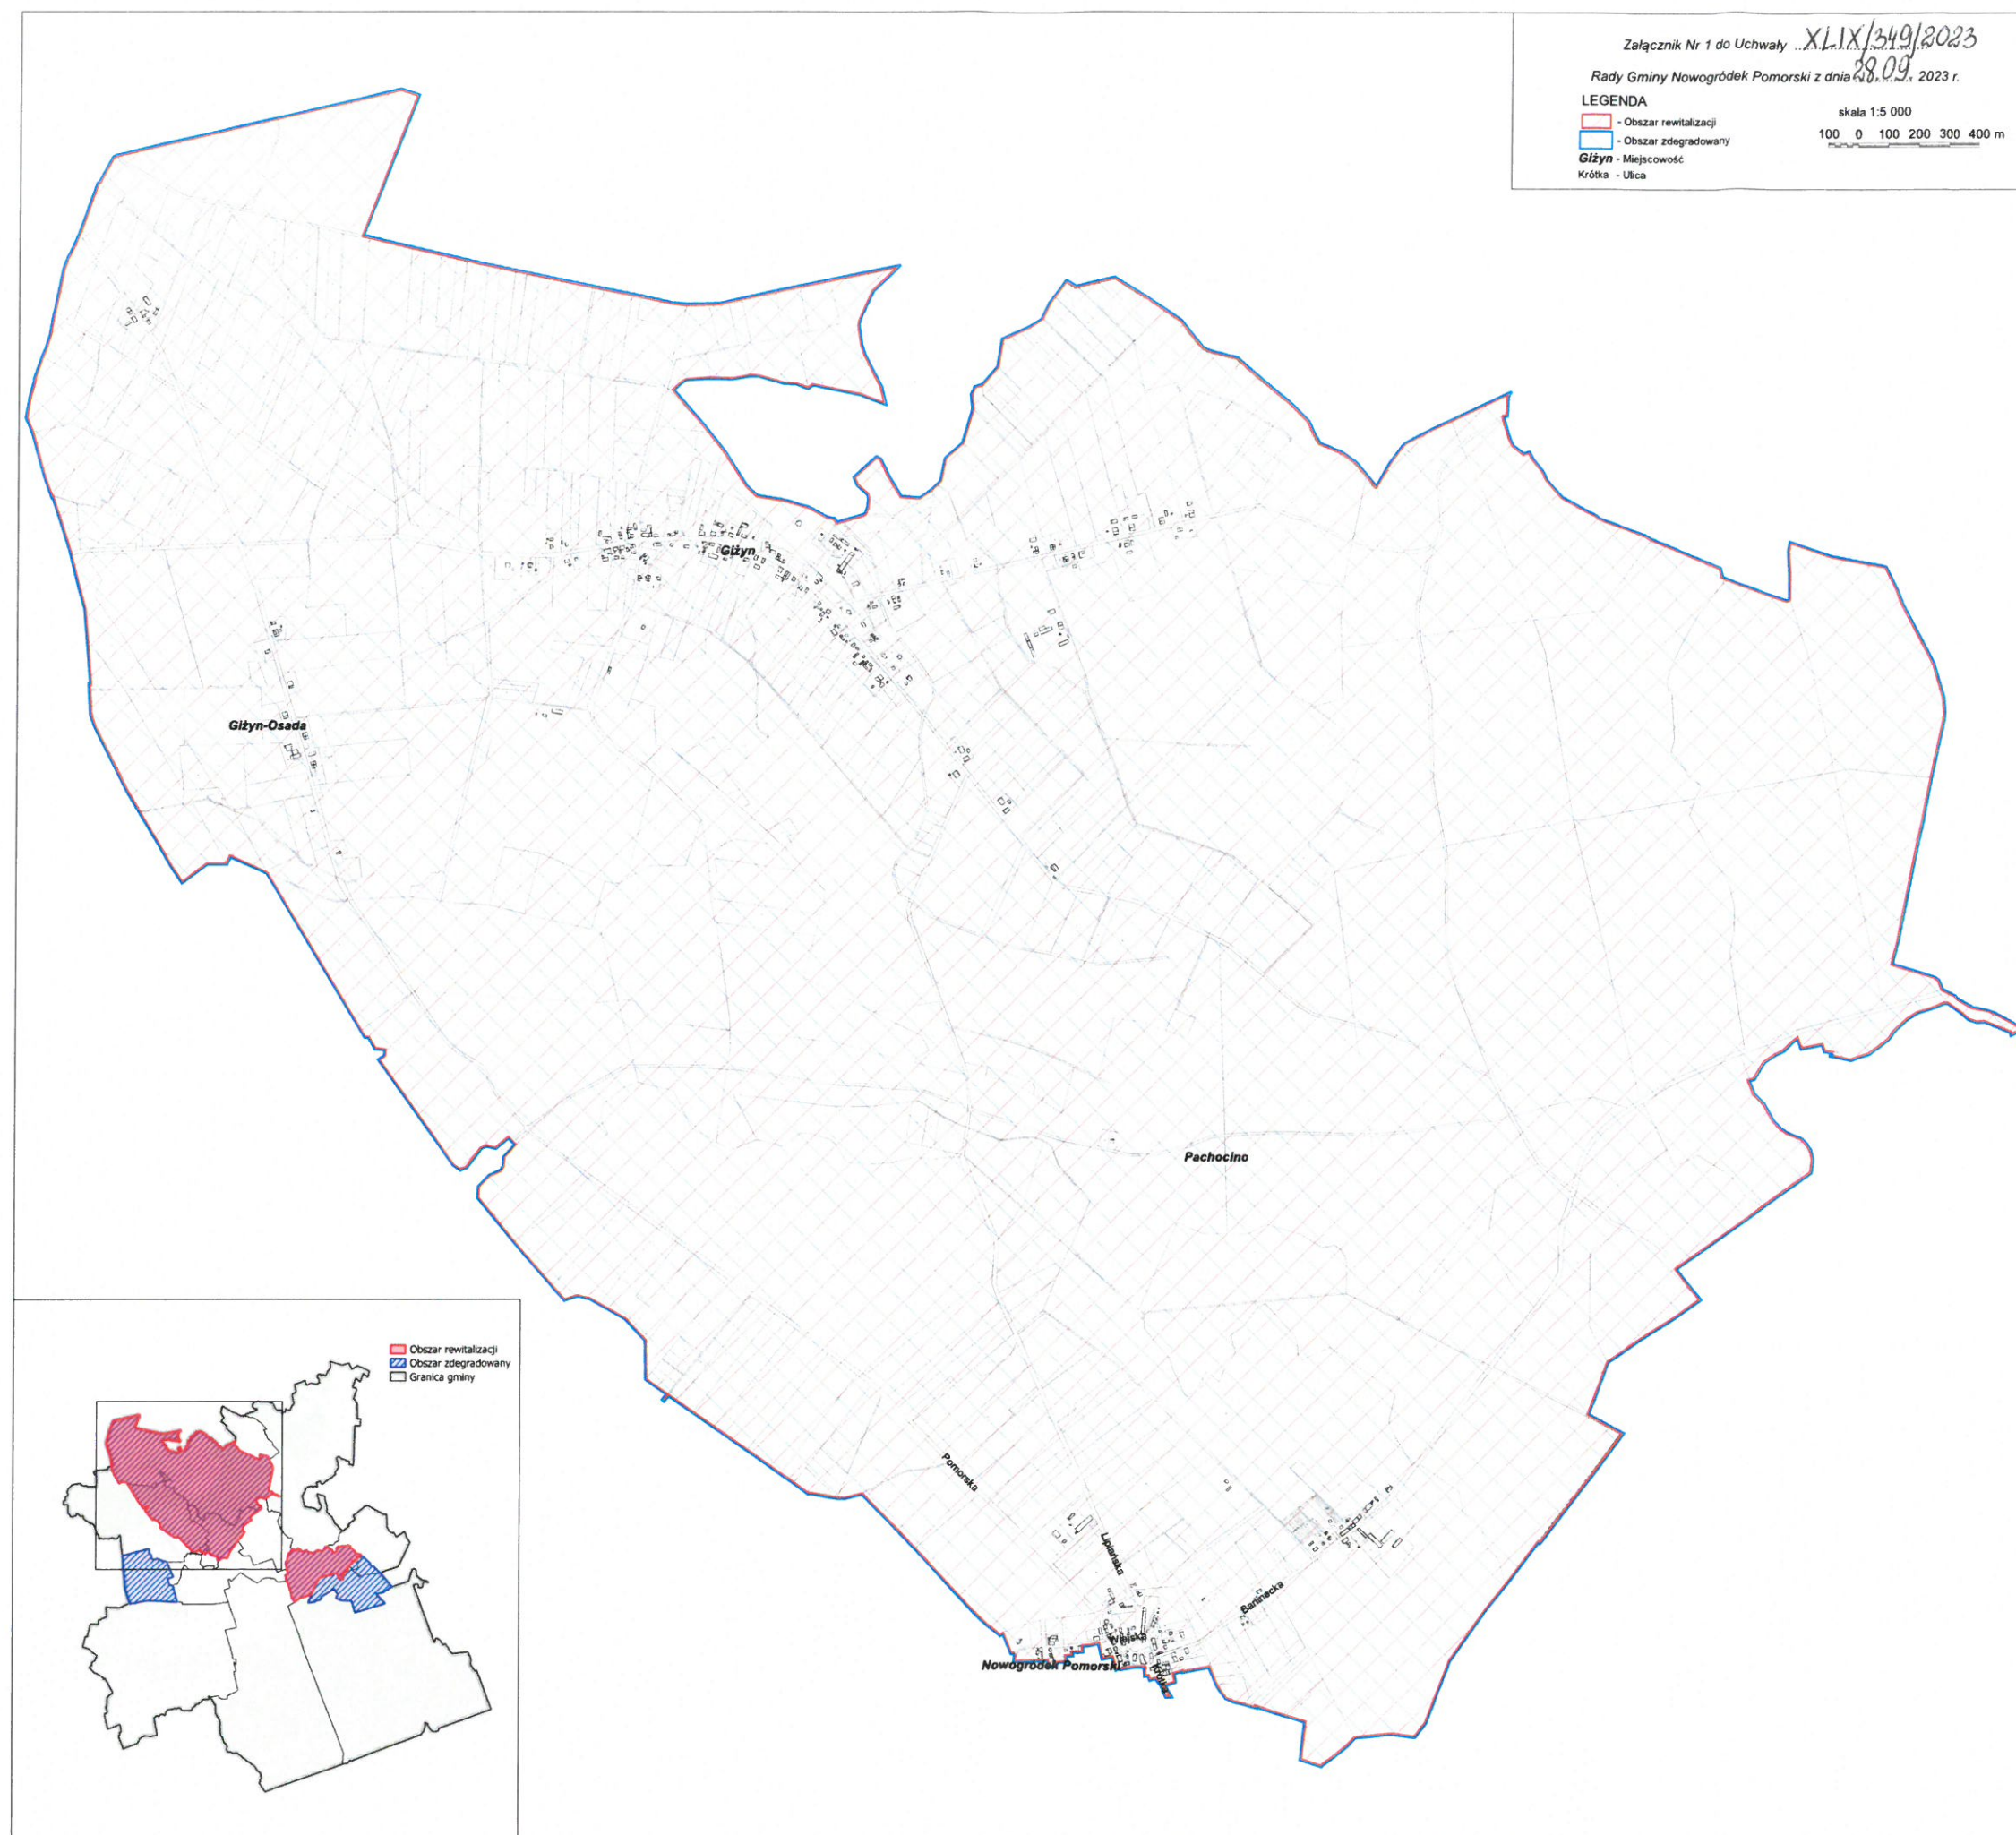 Załącznik Nr 1 do Uchwały XLIX/349/2023
Rady Gminy Nowogródek Pomorski z dnia 28.09. 2023 r.
LEGENDA
- Obszar rewitalizacji
- Obszar zdegradowany
Giżyn - Miejscowość
Krótka - Ulica
skala 1:5 000
100 0 100 200 300 400 m
Giżyn
Giżyn-Osada
Pachocino
Pomorska
Lipiańska
Barlinecka
Wiejska
Nowogródek Pomorski
Krótka
Obszar rewitalizacji
Obszar zdegradowany
Granica gminy